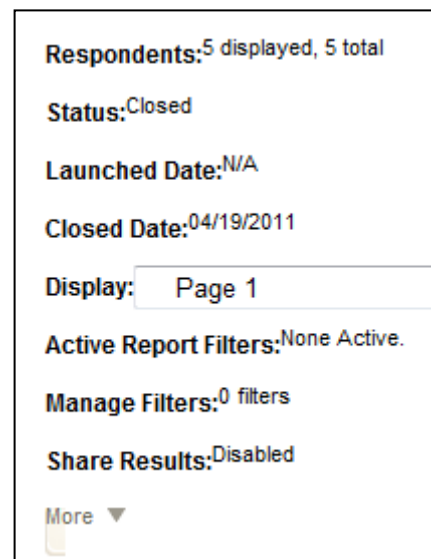 Respondents:5 displayed, 5 total
Status:Closed
Launched Date:N/A
Closed Date:04/19/2011
Display: Page 1
Active Report Filters:None Active.
Manage Filters:0 filters
Share Results:Disabled
More ▼